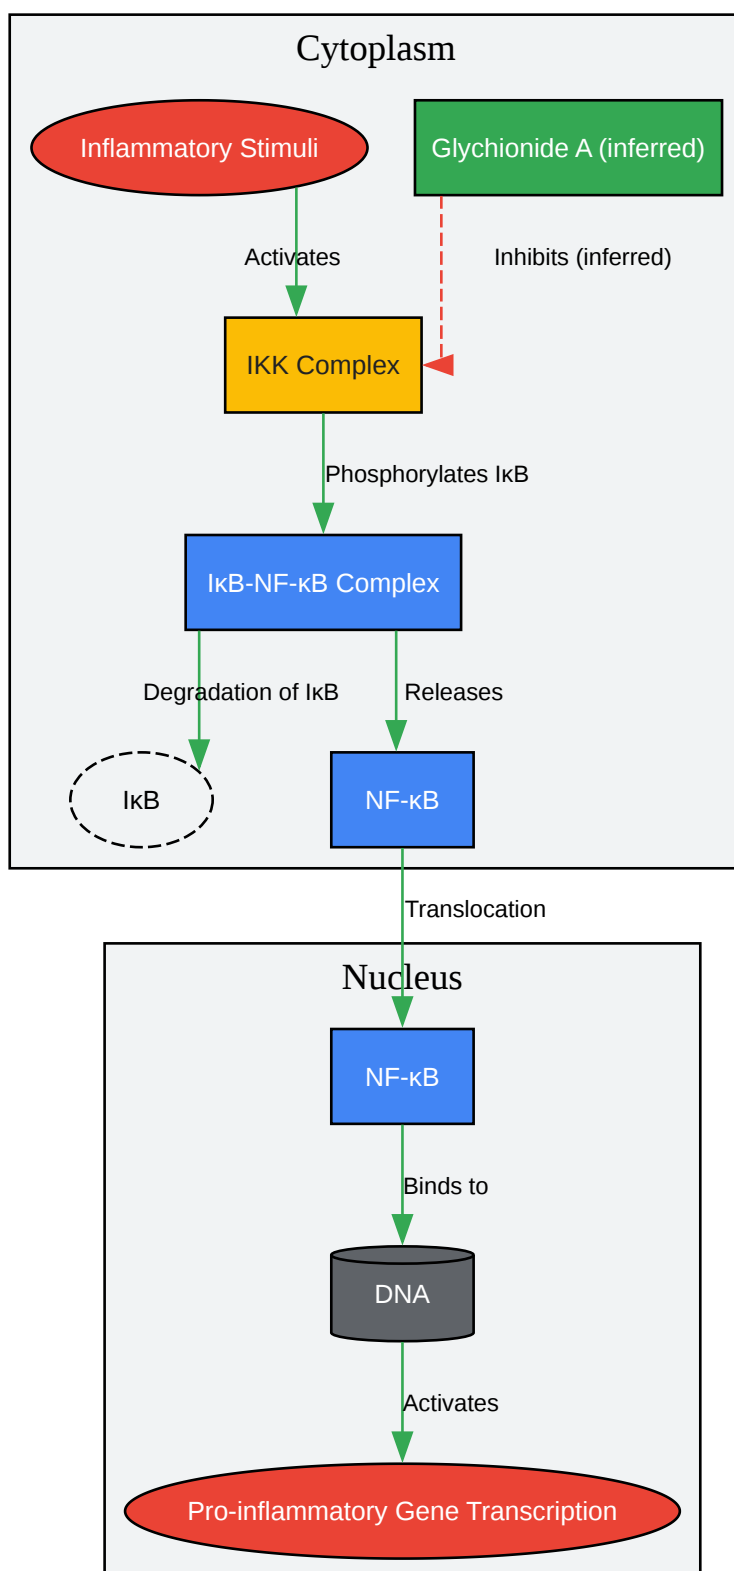 Cytoplasm
Inflammatory Stimuli
Glychionide A (inferred)
Activates
Inhibits (inferred)
IKK Complex
Phosphorylates IκB
IκB-NF-κB Complex
Degradation of IκB
Releases
IκB
NF-κB
Translocation
Nucleus
NF-κB
Binds to
DNA
Activates
Pro-inflammatory Gene Transcription